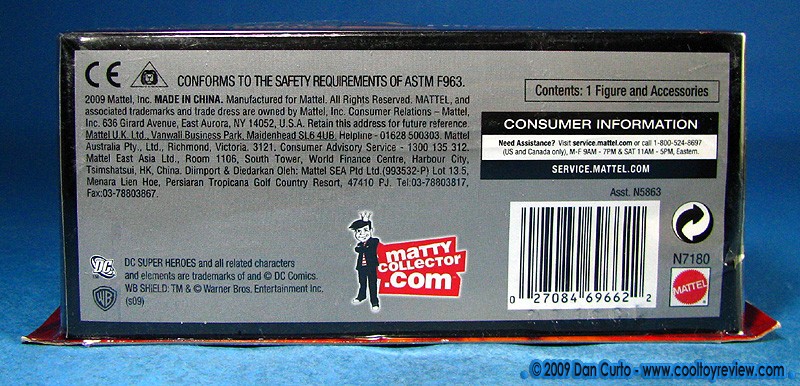 CE
CONFORMS TO THE SAFETY REQUIREMENTS OF ASTM F963.
2009 Mattel, Inc. MADE IN CHINA. Manufactured for Mattel. All Rights Reserved. MATTEL, and
associated trademarks and trade dress are owned by Mattel, Inc. Consumer Relations – Mattel,
Inc. 636 Girard Avenue, East Aurora, NY 14052, U.S.A. Retain this address for future reference.
Mattel U.K. Ltd., Vanwall Business Park, Maidenhead SL6 4UB. Helpline - 01628 500303. Mattel
Australia Pty., Ltd., Richmond, Victoria. 3121. Consumer Advisory Service - 1300 135 312.
Mattel East Asia Ltd., Room 1106, South Tower, World Finance Centre, Harbour City,
Tsimshatsui, HK, China. Diimport & Diedarkan Oleh: Mattel SEA Ptd Ltd.(993532-P) Lot 13.5,
Menara Lien Hoe, Persiaran Tropicana Golf Country Resort, 47410 PJ. Tel:03-78803817,
Fax:03-78803867.
Contents: 1 Figure and Accessories
CONSUMER INFORMATION
Need Assistance? Visit service.mattel.com or call 1-800-524-8697
(US and Canada only), M-F 9AM - 7PM & SAT 11AM - 5PM, Eastern.
SERVICE.MATTEL.COM
Asst. N5863
DC
DC SUPER HEROES and all related characters
and elements are trademarks of and © DC Comics.
WB SHIELD: TM & © Warner Bros. Entertainment Inc.
(s09)
WB
maTTY
COLLECTOR
.com
0 27084 69662 2
N7180
MATTEL
© 2009 Dan Curto - www.cooltoyreview.com